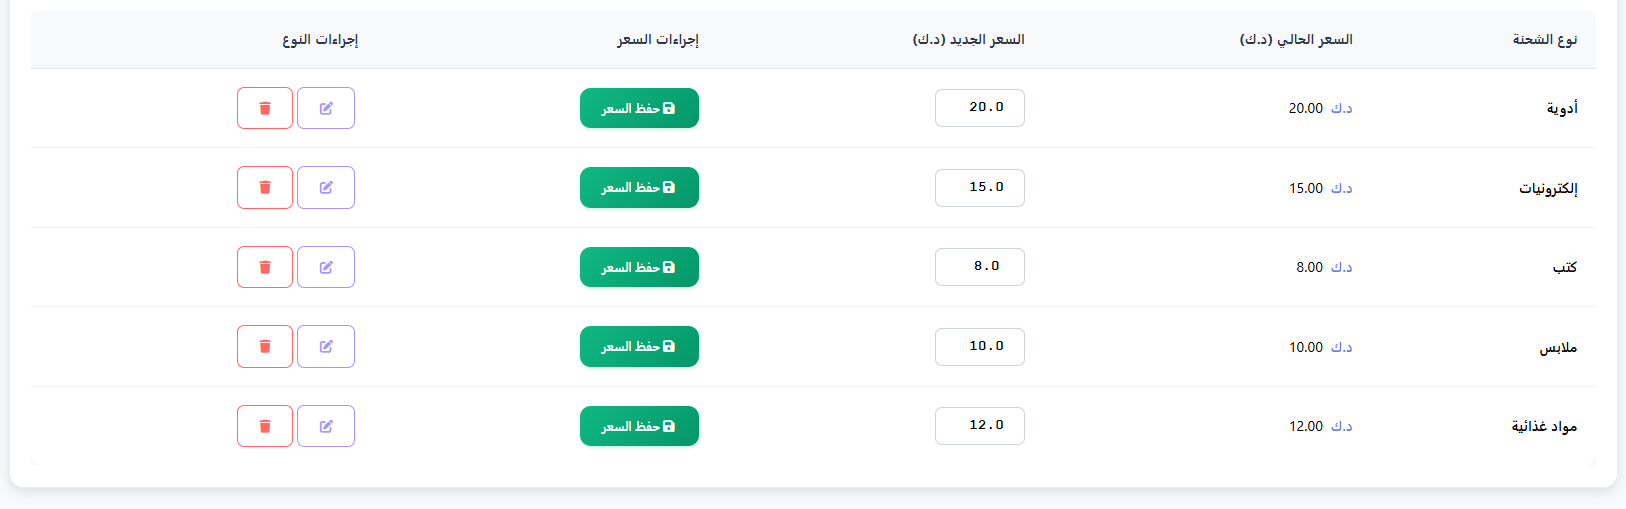 نوع الشحنة السعر الحالي (د.ك) السعر الجديد (د.ك) إجراءات السعر إجراءات النوع
أدوية د.ك 20.00 20.0 حفظ السعر
إلكترونيات د.ك 15.00 15.0 حفظ السعر
كتب د.ك 8.00 8.0 حفظ السعر
ملابس د.ك 10.00 10.0 حفظ السعر
مواد غذائية د.ك 12.00 12.0 حفظ السعر